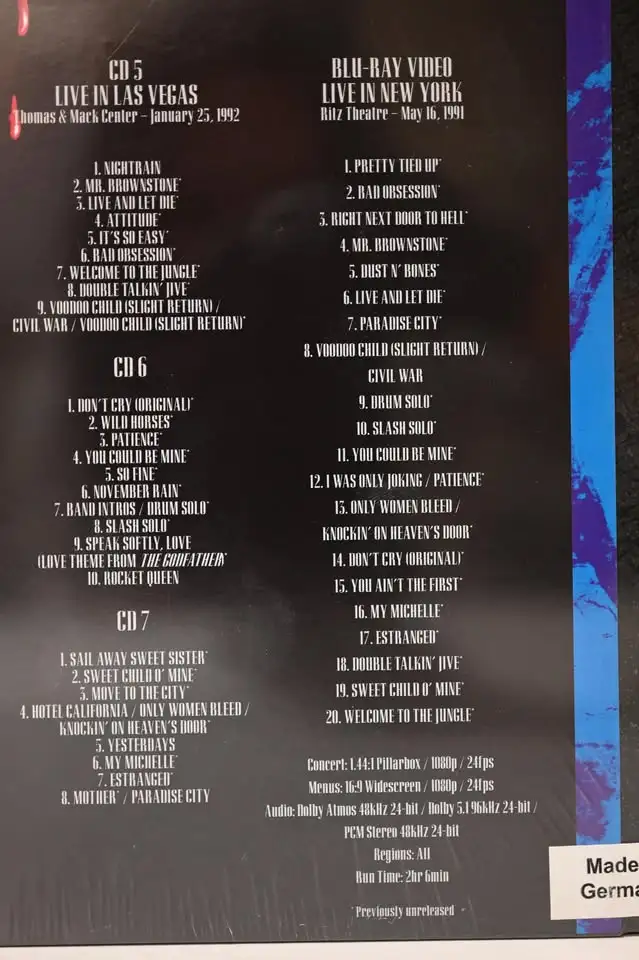 CD 5
LIVE IN LAS VEGAS
Thomas & Mack Center – January 25, 1992
1. NIGHTRAIN
2. MR. BROWNSTONE*
3. LIVE AND LET DIE*
4. ATTITUDE*
5. IT'S SO EASY*
6. BAD OBSESSION*
7. WELCOME TO THE JUNGLE*
8. DOUBLE TALKIN' JIVE*
9. VOODOO CHILD (SLIGHT RETURN) /
CIVIL WAR / VOODOO CHILD (SLIGHT RETURN)*
CD 6
1. DON'T CRY (ORIGINAL)*
2. WILD HORSES*
3. PATIENCE*
4. YOU COULD BE MINE*
5. SO FINE*
6. NOVEMBER RAIN*
7. BAND INTROS / DRUM SOLO*
8. SLASH SOLO*
9. SPEAK SOFTLY, LOVE
(LOVE THEME FROM THE GODFATHER)*
10. ROCKET QUEEN
CD 7
1. SAIL AWAY SWEET SISTER*
2. SWEET CHILD O' MINE*
3. MOVE TO THE CITY*
4. HOTEL CALIFORNIA / ONLY WOMEN BLEED /
KNOCKIN' ON HEAVEN'S DOOR*
5. YESTERDAYS
6. MY MICHELLE*
7. ESTRANGED*
8. MOTHER* / PARADISE CITY
BLU-RAY VIDEO
LIVE IN NEW YORK
Ritz Theatre – May 16, 1991
1. PRETTY TIED UP*
2. BAD OBSESSION*
3. RIGHT NEXT DOOR TO HELL*
4. MR. BROWNSTONE*
5. DUST N' BONES*
6. LIVE AND LET DIE*
7. PARADISE CITY*
8. VOODOO CHILD (SLIGHT RETURN) /
CIVIL WAR
9. DRUM SOLO*
10. SLASH SOLO*
11. YOU COULD BE MINE*
12. I WAS ONLY JOKING / PATIENCE*
13. ONLY WOMEN BLEED /
KNOCKIN' ON HEAVEN'S DOOR*
14. DON'T CRY (ORIGINAL)*
15. YOU AIN'T THE FIRST*
16. MY MICHELLE*
17. ESTRANGED*
18. DOUBLE TALKIN' JIVE*
19. SWEET CHILD O' MINE*
20. WELCOME TO THE JUNGLE*
Concert: 1.44:1 Pillarbox / 1080p / 24fps
Menus: 16:9 Widescreen / 1080p / 24fps
Audio: Dolby Atmos 48kHz 24-bit / Dolby 5.1 96kHz 24-bit /
PCM Stereo 48kHz 24-bit
Regions: All
Run Time: 2hr 6min
*Previously unreleased
Made
Germa